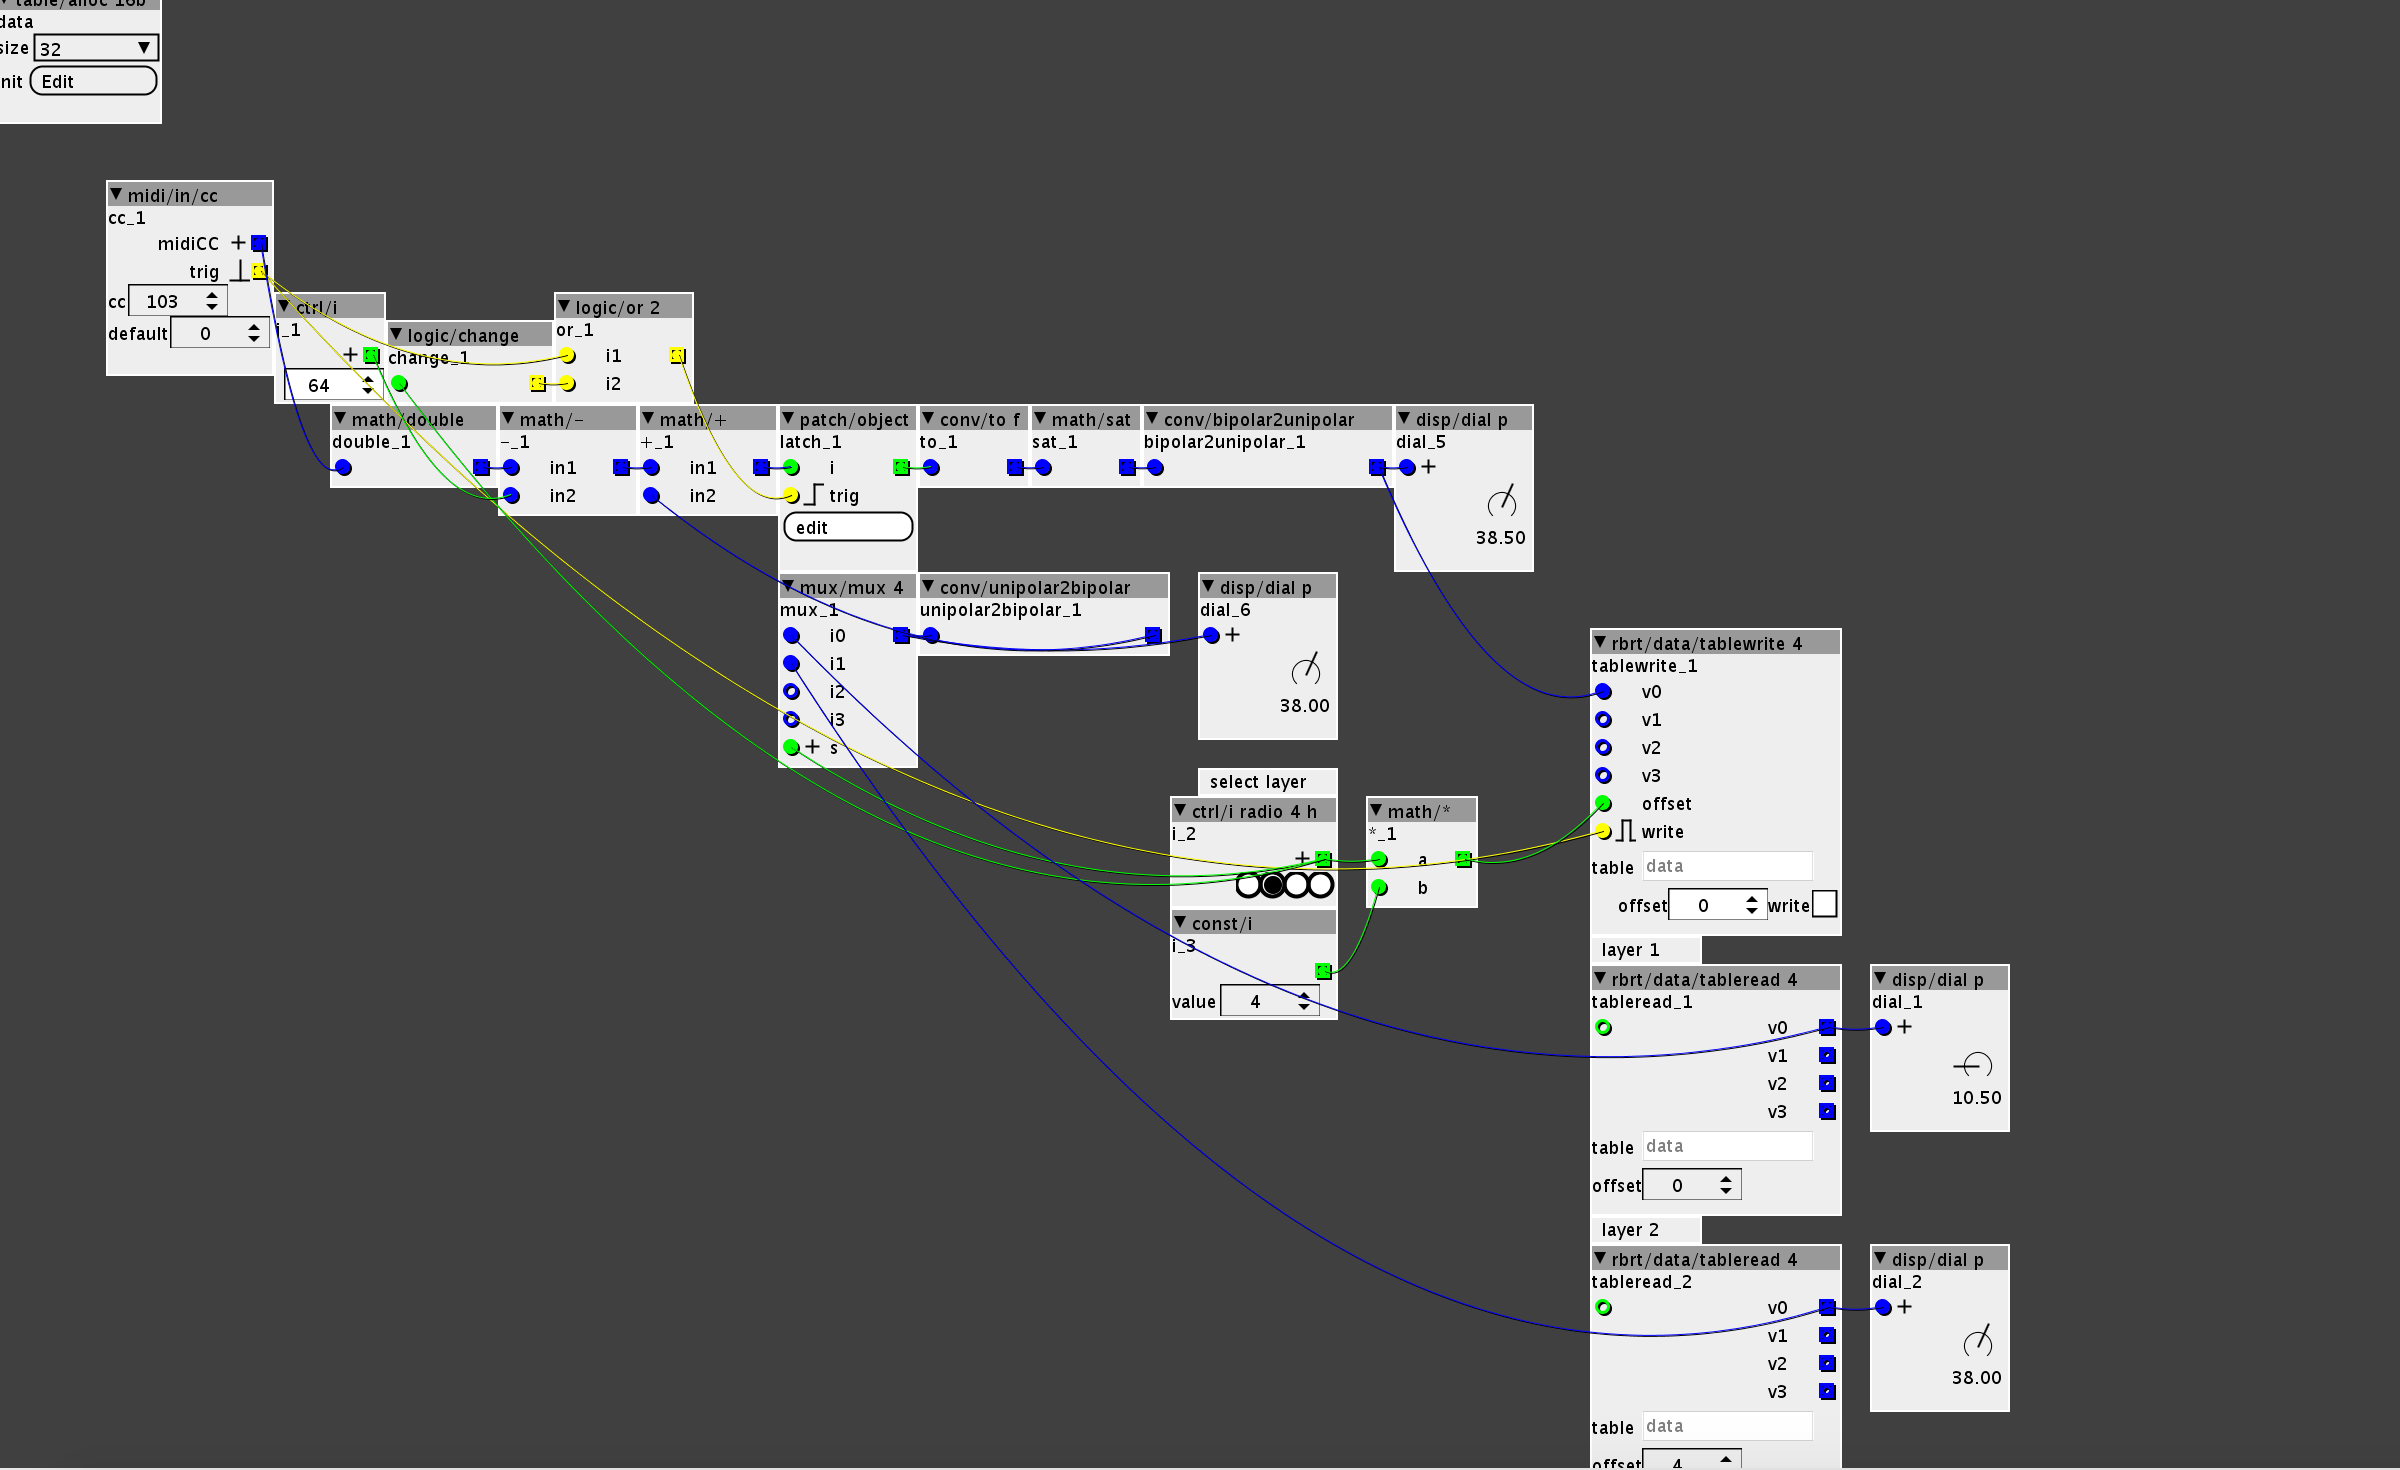 table/alloc 16b
data
size 32
init Edit
midi/in/cc
cc_1
midiCC
trig
cc 103
default 0
ctrl/i
i_1
64
logic/change
change_1
logic/or 2
or_1
i1
i2
math/double
double_1
math/-
-_1
in1
in2
math/+
+_1
in1
in2
patch/object
latch_1
i
trig
edit
conv/to f
to_1
math/sat
sat_1
conv/bipolar2unipolar
bipolar2unipolar_1
disp/dial p
dial_5
38.50
mux/mux 4
mux_1
i0
i1
i2
i3
s
conv/unipolar2bipolar
unipolar2bipolar_1
disp/dial p
dial_6
38.00
select layer
ctrl/i radio 4 h
i_2
const/i
i_3
value 4
math/*
*_1
a
b
rbrt/data/tablewrite 4
tablewrite_1
v0
v1
v2
v3
offset
write
table data
offset 0 write
layer 1
rbrt/data/tableread 4
tableread_1
v0
v1
v2
v3
table data
offset 0
disp/dial p
dial_1
10.50
layer 2
rbrt/data/tableread 4
tableread_2
v0
v1
v2
v3
table data
offset 4
disp/dial p
dial_2
38.00